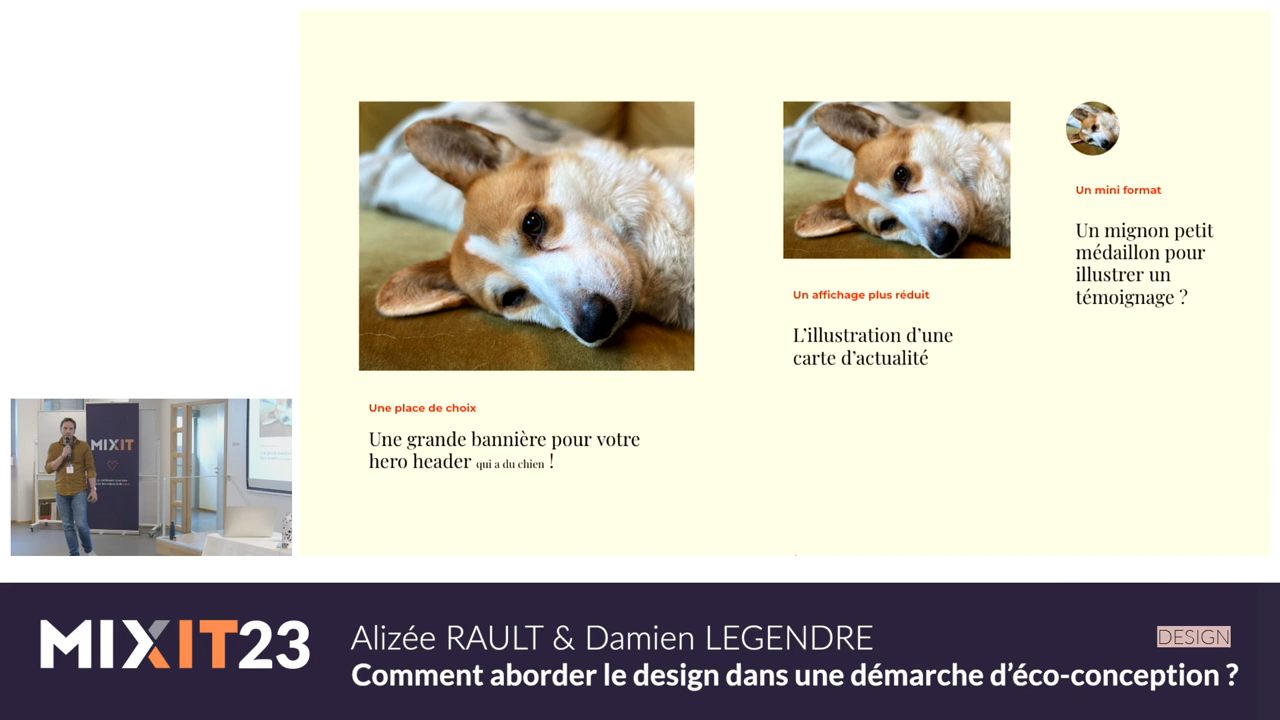 Une place de choix
Une grande bannière pour votre
hero header qui a du chien !
Un affichage plus réduit
L’illustration d’une
carte d’actualité
Un mini format
Un mignon petit
médaillon pour
illustrer un
témoignage ?
MIXIT
MIXIT23
Alizée RAULT & Damien LEGENDRE
DESIGN
Comment aborder le design dans une démarche d’éco-conception ?